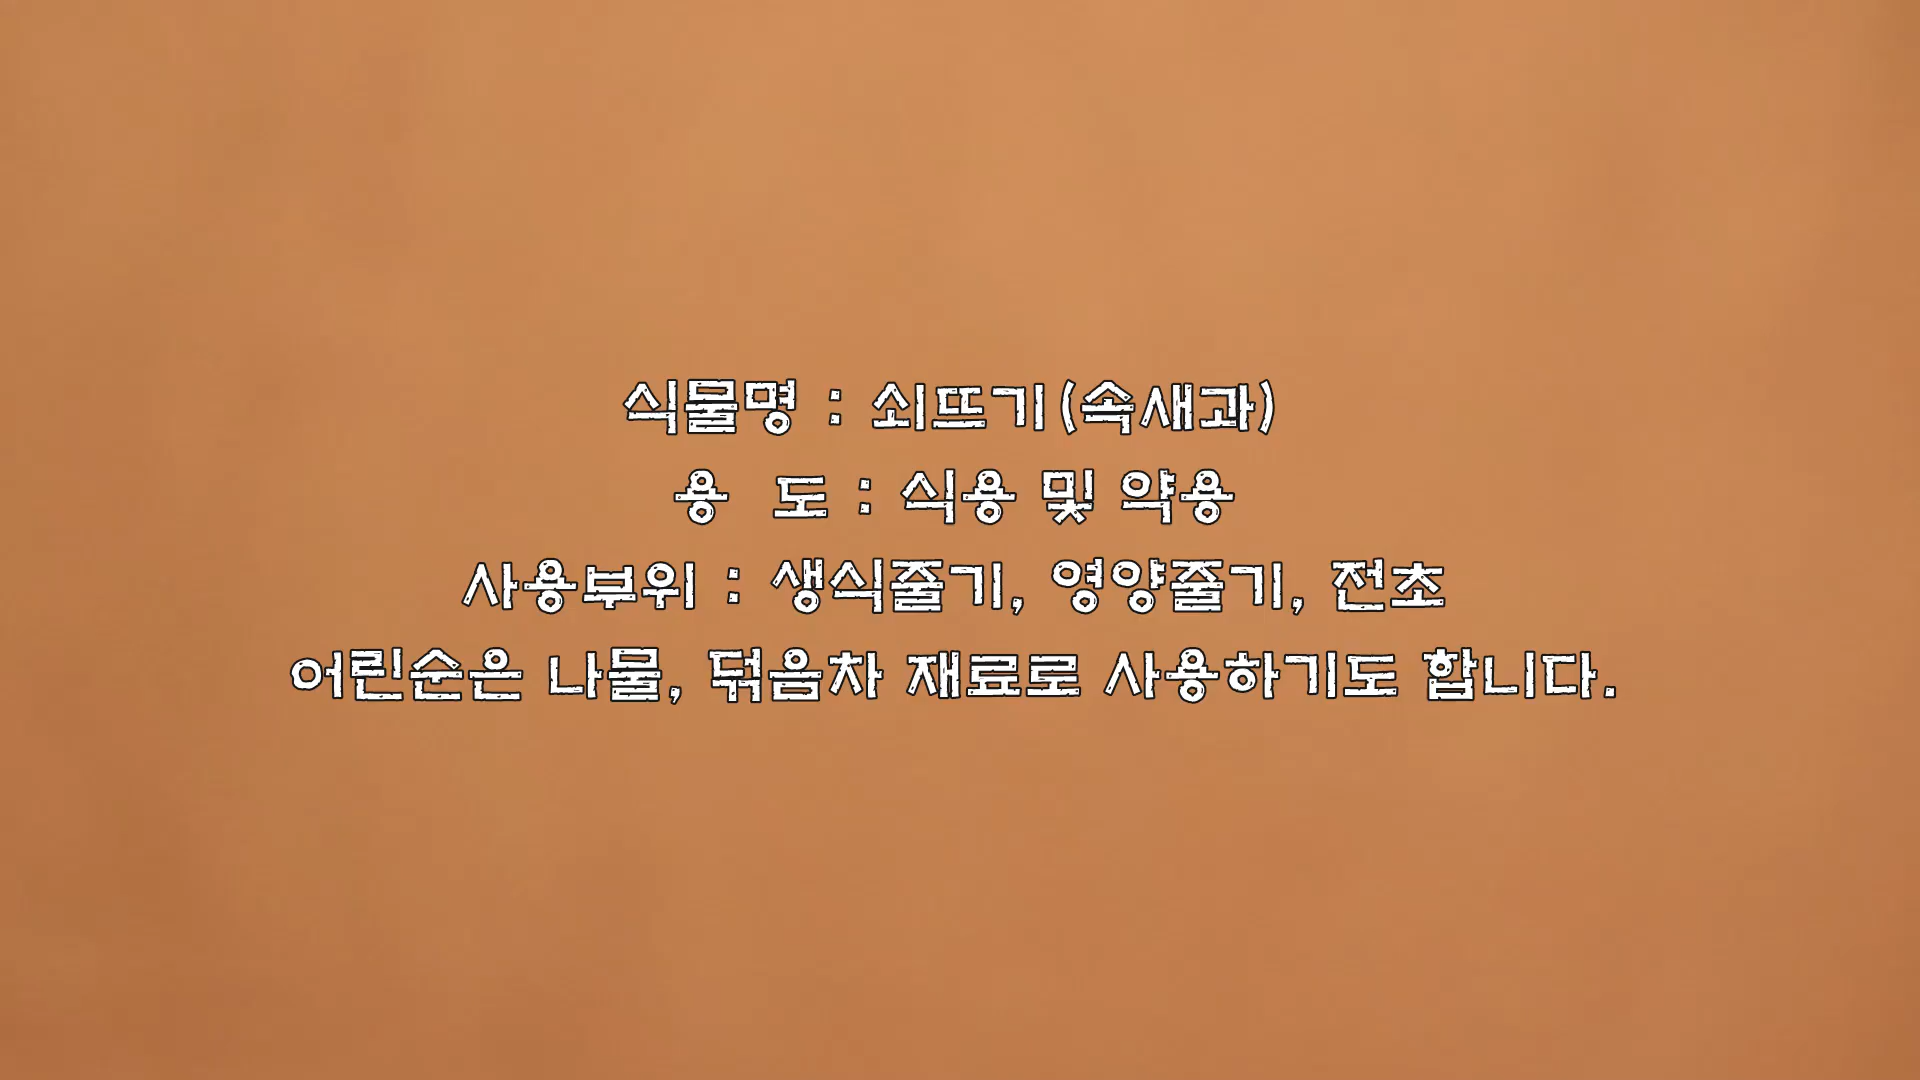 식물명 : 쇠뜨기(속새과)
용  도 : 식용 및 약용
사용부위 : 생식줄기, 영양줄기, 전초
어린순은 나물, 덖음차 재료로 사용하기도 합니다.